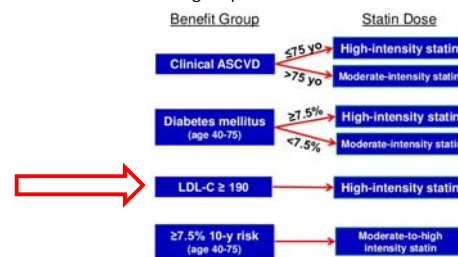 Benefit Group
Statin Dose
Clinical ASCVD
≤75 yo
High-intensity statin
>75 yo
Moderate-intensity statin
Diabetes mellitus
(age 40-75)
≥7.5%
High-intensity statin
<7.5%
Moderate-intensity statin
LDL-C ≥ 190
High-intensity statin
≥7.5% 10-y risk
(age 40-75)
Moderate-to-high
intensity statin